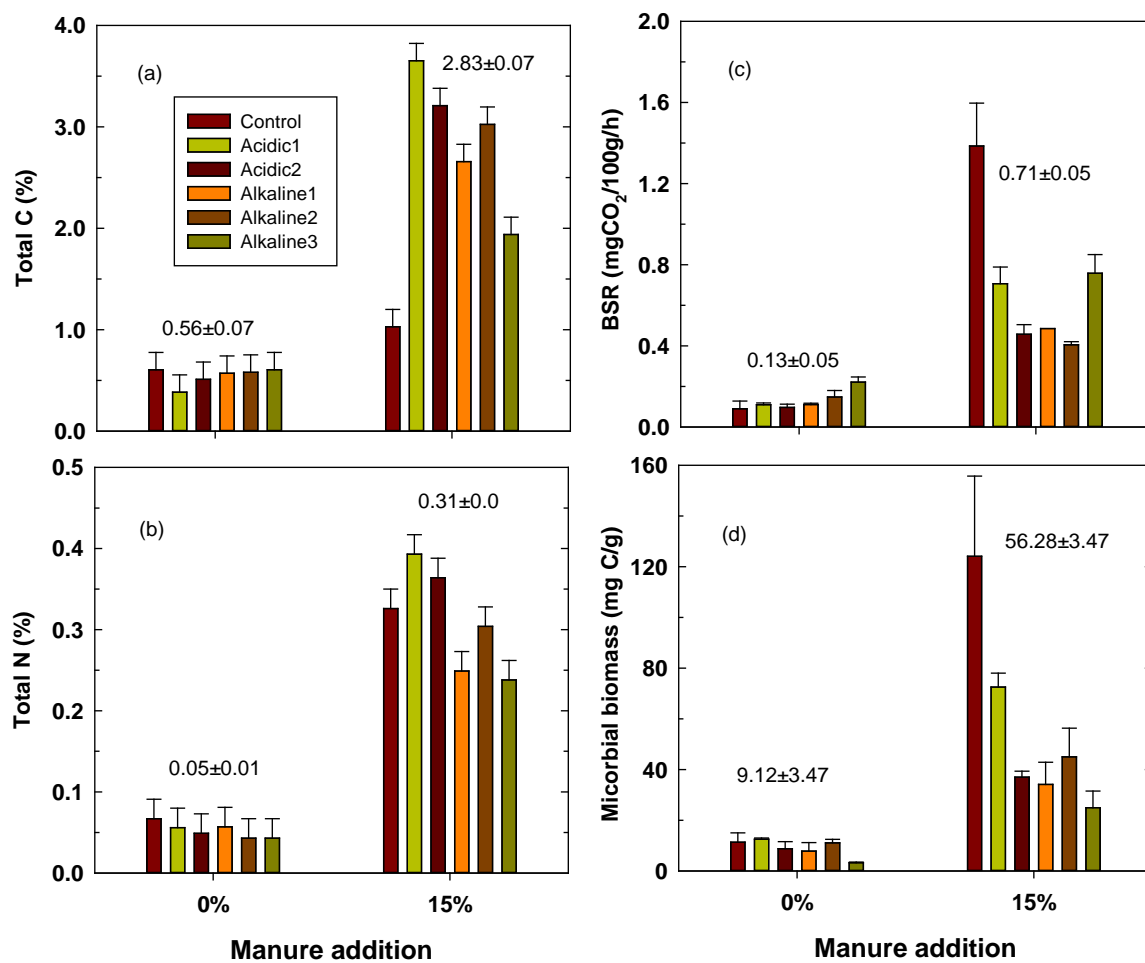 4.0
3.0
2.0
1.0
0.0
Total C (%)
(a)
2.83±0.07
Control
Acidic1
Acidic2
Alkaline1
Alkaline2
Alkaline3
0.56±0.07
0.5
0.4
0.3
0.2
0.1
0.0
Total N (%)
(b)
0.31±0.0
0.05±0.01
0%
15%
Manure addition
2.0
1.6
1.2
0.8
0.4
0.0
BSR (mgCO₂/100g/h)
(c)
0.71±0.05
0.13±0.05
160
120
80
40
0
Micorbial biomass (mg C/g)
(d)
56.28±3.47
9.12±3.47
0%
15%
Manure addition